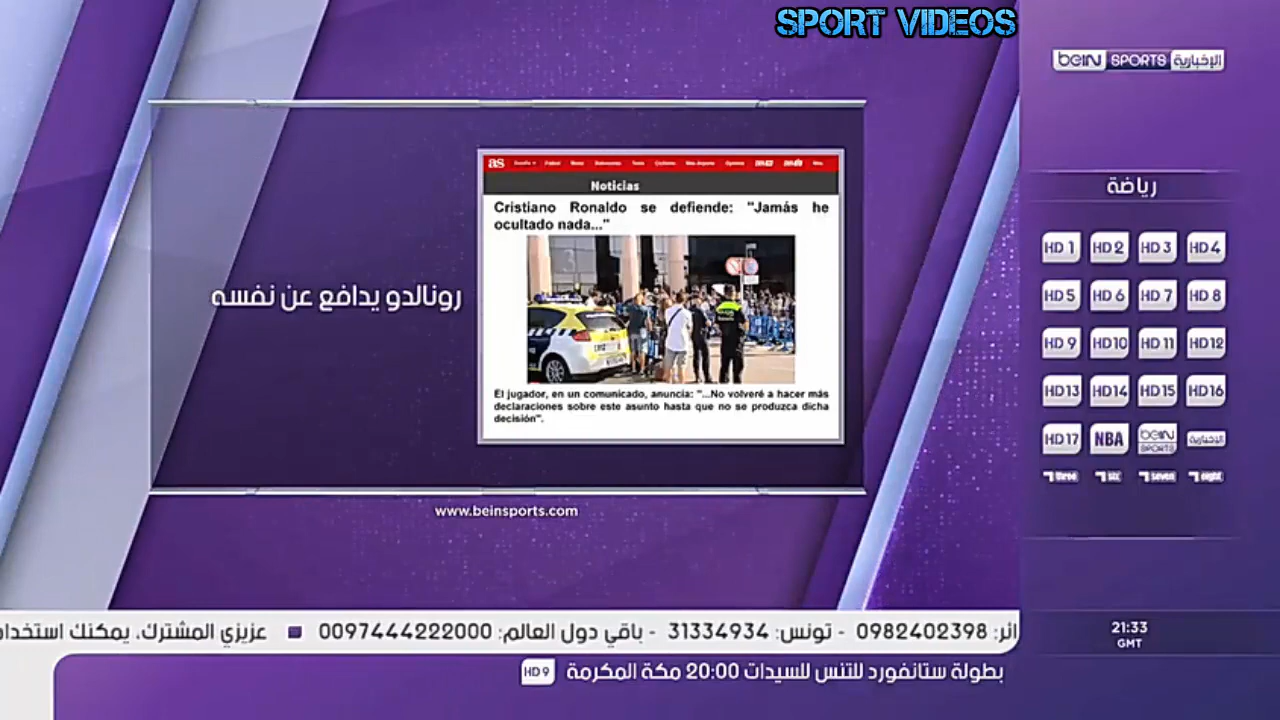 SPORT VIDEOS
beIN SPORTS الإخبارية
as
Noticias
Cristiano Ronaldo se defiende: "Jamás he
ocultado nada..."
El jugador, en un comunicado, anuncia: "...No volveré a hacer más
declaraciones sobre este asunto hasta que no se produzca dicha
decisión".
رونالدو يدافع عن نفسه
www.beinsports.com
رياضة
HD 1 HD 2 HD 3 HD 4
HD 5 HD 6 HD 7 HD 8
HD 9 HD10 HD 11 HD12
HD13 HD14 HD15 HD16
HD17 NBA beIN SPORTS الإخبارية
three six seven eight
ائر: 0982402398 - تونس: 31334934 - باقي دول العالم: 0097444222000 ■ عزيزي المشترك، يمكنك استخدا
21:33
GMT
بطولة ستانفورد للتنس للسيدات 20:00 مكة المكرمة HD 9